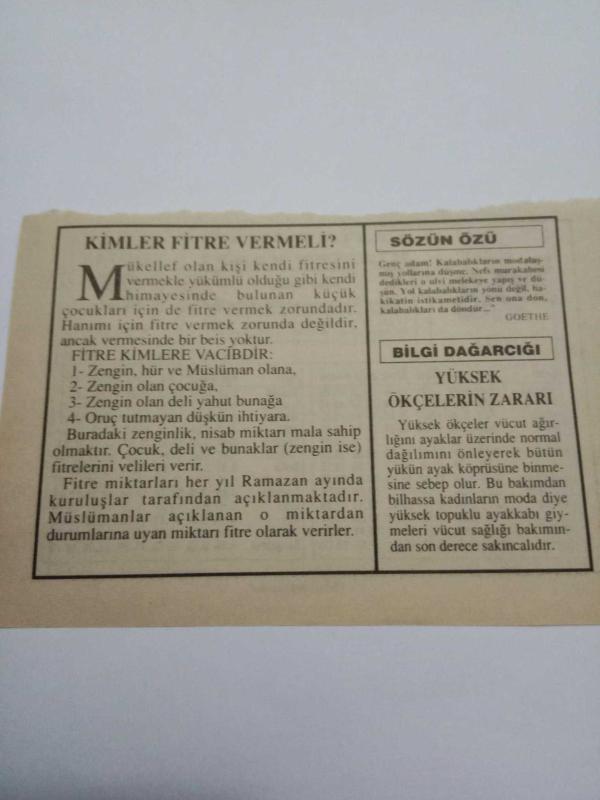 KİMLER FİTRE VERMELİ?
Mükellef olan kişi kendi fitresini
vermekle yükümlü olduğu gibi kendi
himayesinde bulunan küçük
çocukları için de fitre vermek zorundadır.
Hanımı için fitre vermek zorunda değildir,
ancak vermesinde bir beis yoktur.
FİTRE KİMLERE VACİBDİR:
1- Zengin, hür ve Müslüman olana,
2- Zengin olan çocuğa,
3- Zengin olan deli yahut bunağa
4- Oruç tutmayan düşkün ihtiyara.
Buradaki zenginlik, nisab miktarı mala sahip
olmaktır. Çocuk, deli ve bunaklar (zengin ise)
fitrelerini velileri verir.
Fitre miktarları her yıl Ramazan ayında
kuruluşlar tarafından açıklanmaktadır.
Müslümanlar açıklanan o miktardan
durumlarına uyan miktarı fitre olarak verirler.
SÖZÜN ÖZÜ
Genç adam! Kalabalıkların modalaş-
mış yollarına düşme. Nefs murakabesi
dedikleri o ulvi melekeye yapış ve dü-
şün. Yol kalabalıkların yönü değil, ha-
kikatin istikametidir. Sen ona dön,
kalabalıkları da döndür..."
GOETHE
BİLGİ DAĞARCIĞI
YÜKSEK
ÖKÇELERİN ZARARI
Yüksek ökçeler vücut ağır-
lığını ayaklar üzerinde normal
dağılımını önleyerek bütün
yükün ayak köprüsüne binme-
sine sebep olur. Bu bakımdan
bilhassa kadınların moda diye
yüksek topuklu ayakkabı giy-
meleri vücut sağlığı bakımın-
dan son derece sakıncalıdır.